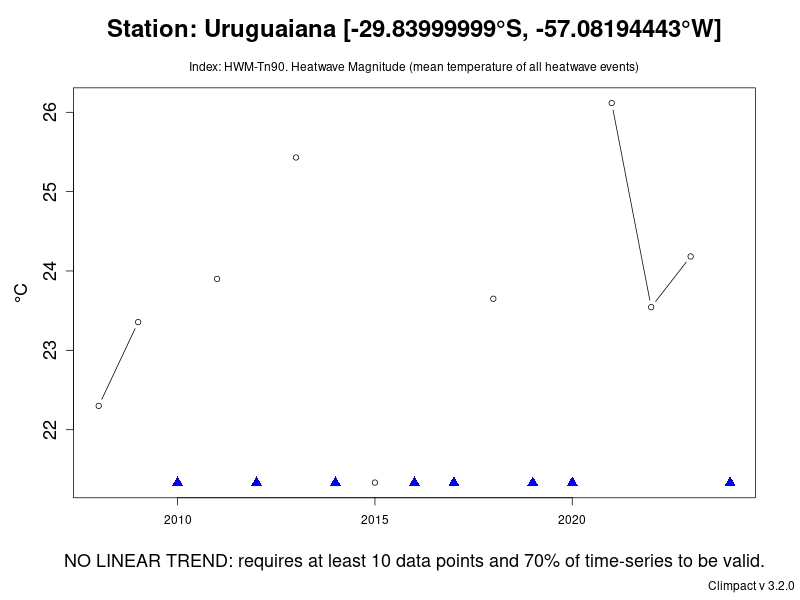 Station: Uruguaiana [-29.83999999°S, -57.08194443°W]
Index: HWM-Tn90. Heatwave Magnitude (mean temperature of all heatwave events)
26
25
24
23
22
°C
2010 2015 2020
NO LINEAR TREND: requires at least 10 data points and 70% of time-series to be valid.
Climpact v 3.2.0